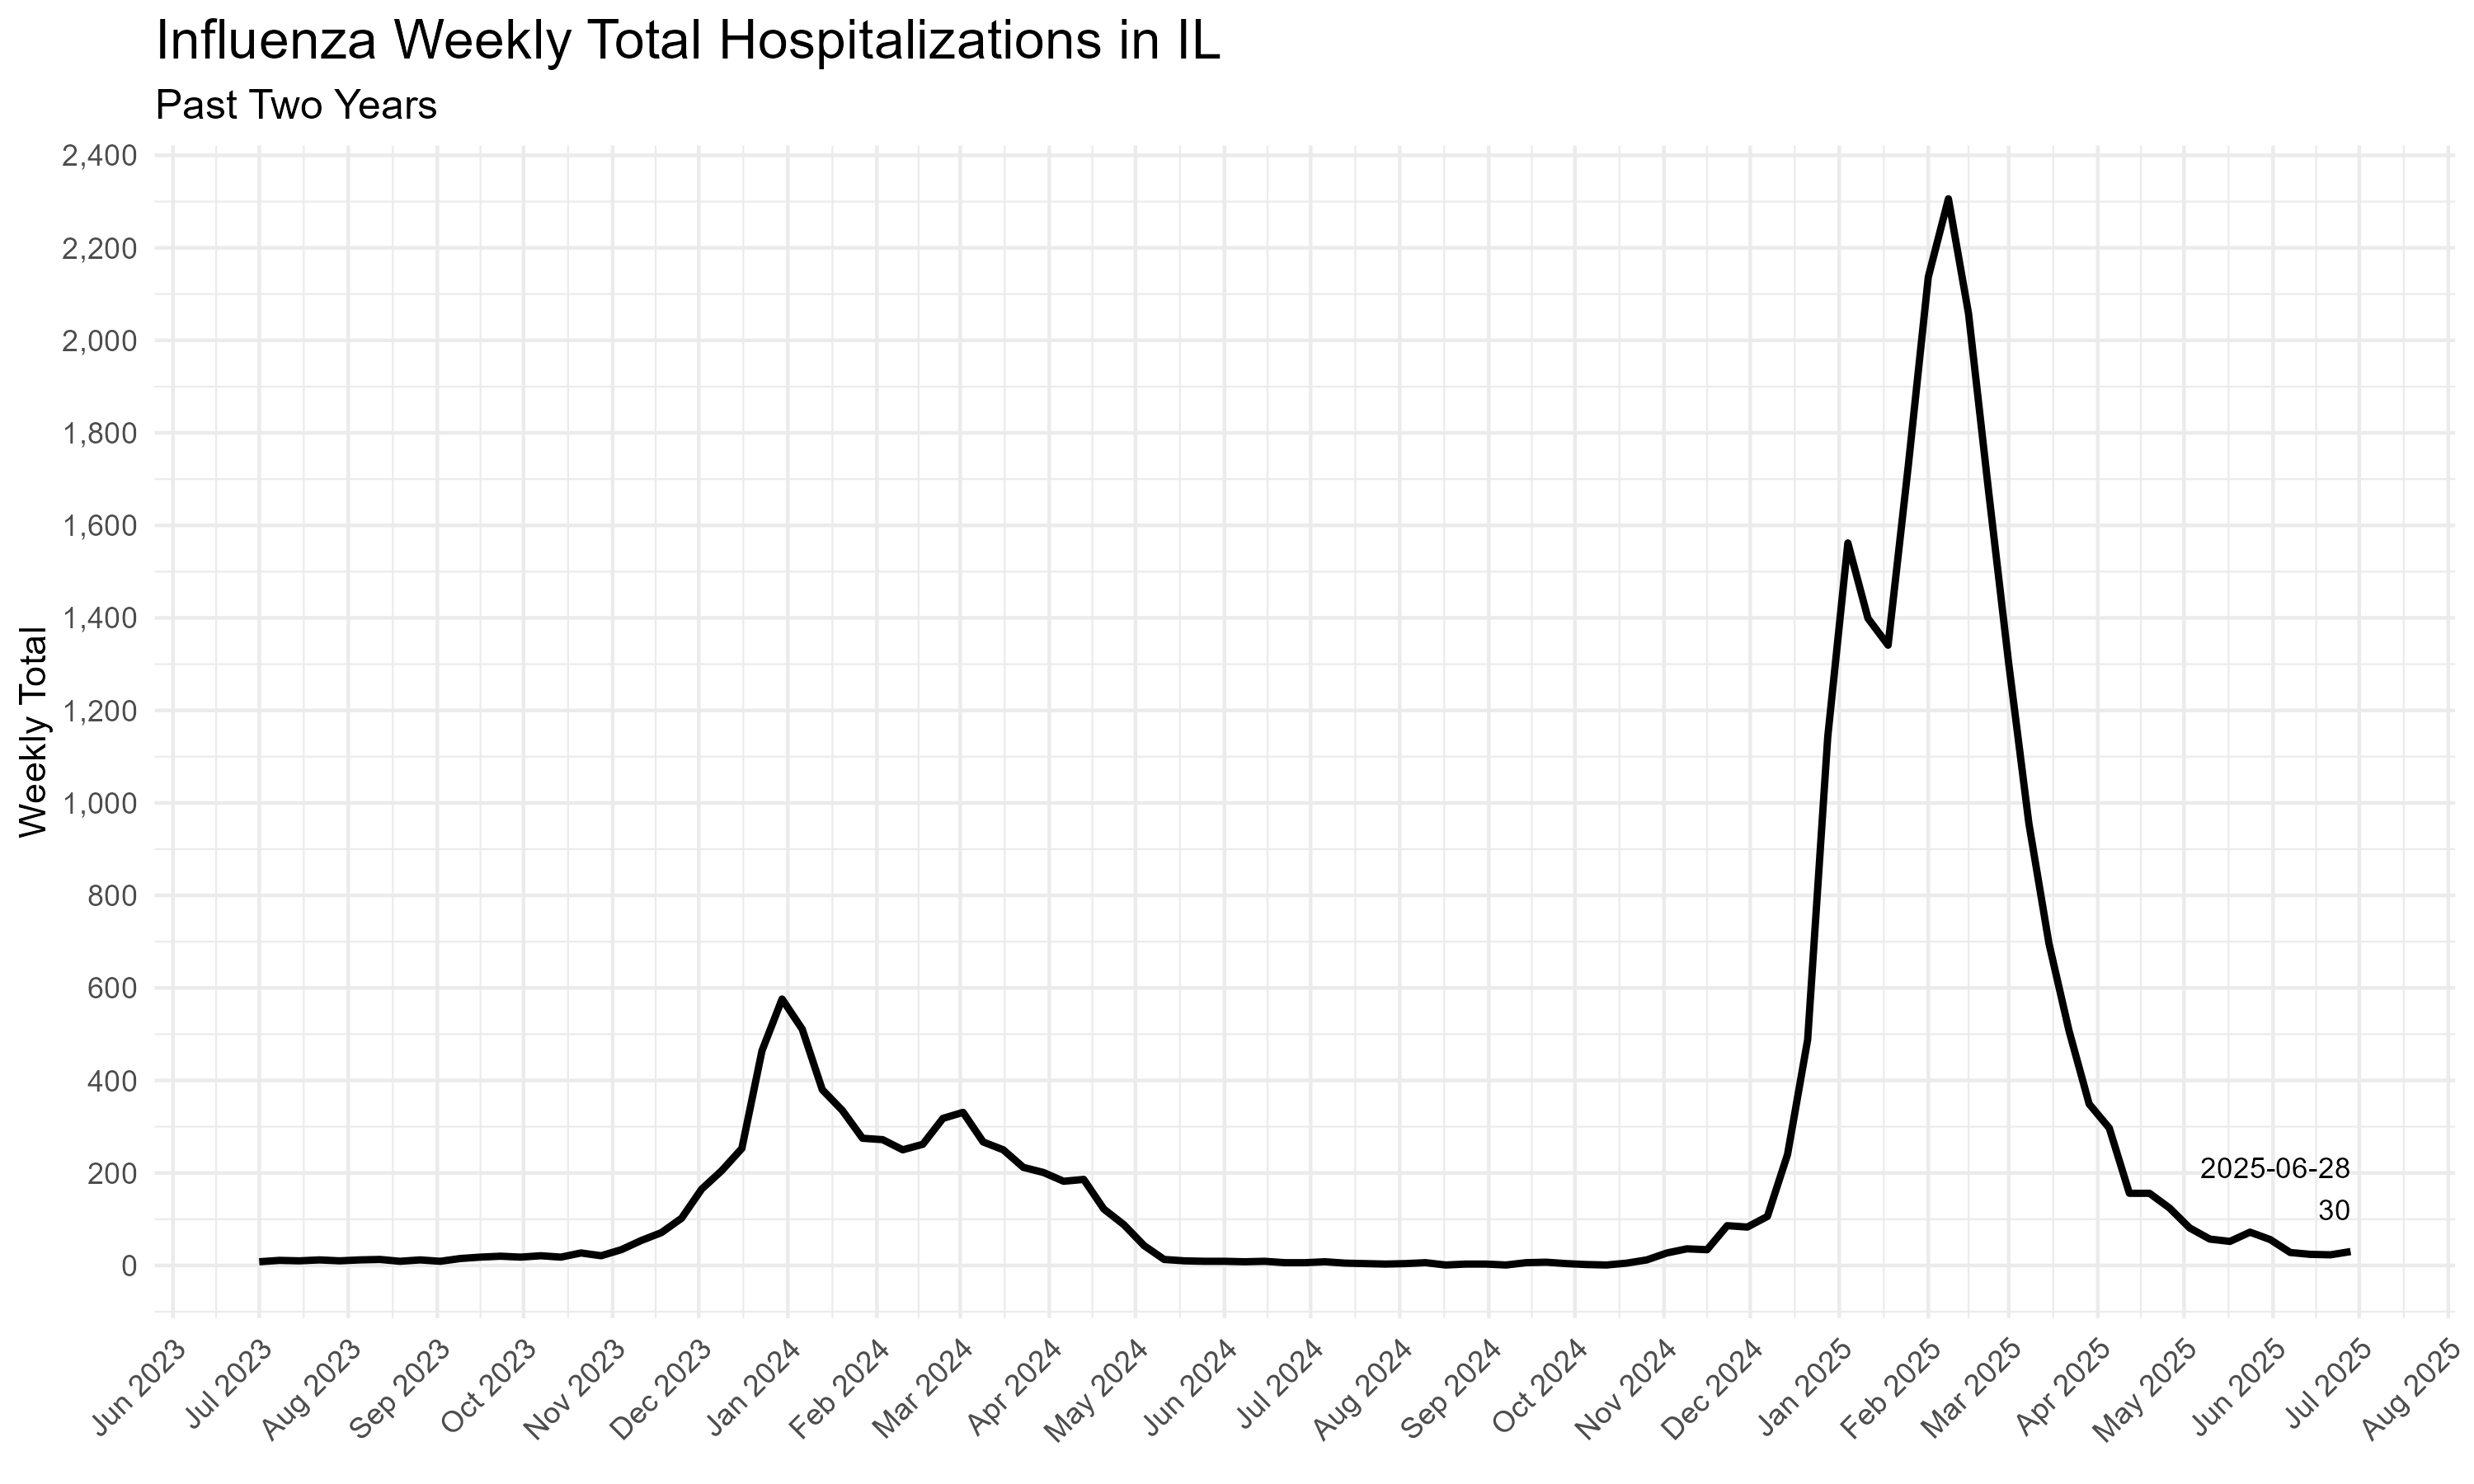 Influenza Weekly Total Hospitalizations in IL
Past Two Years
Weekly Total
2,400
2,200
2,000
1,800
1,600
1,400
1,200
1,000
800
600
400
200
0
2025-06-28
30
Jun 2023
Jul 2023
Aug 2023
Sep 2023
Oct 2023
Nov 2023
Dec 2023
Jan 2024
Feb 2024
Mar 2024
Apr 2024
May 2024
Jun 2024
Jul 2024
Aug 2024
Sep 2024
Oct 2024
Nov 2024
Dec 2024
Jan 2025
Feb 2025
Mar 2025
Apr 2025
May 2025
Jun 2025
Jul 2025
Aug 2025